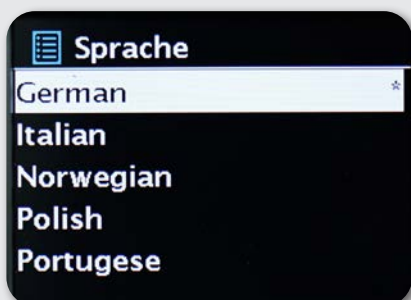 Sprache
German *
Italian
Norwegian
Polish
Portugese